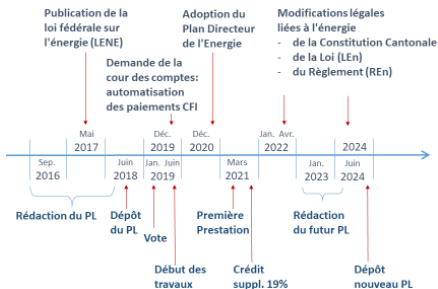 Publication de la
loi fédérale sur
l'énergie (LENE)
Demande de la
cour des comptes:
automatisation
des paiements CFI
Adoption du
Plan Directeur
de l'Energie
Modifications légales
liées à l'énergie
- de la Constitution Cantonale
- de la Loi (LEn)
- du Règlement (REn)
Mai
2017
Déc.
2019
Déc.
2020
Jan. Avr.
2022
2024
Sep.
2016
Juin
2018
Jan. Juin
2019
Mars
2021
Jan.
2023
Juin
2024
Rédaction du PL
Dépôt
du PL
Vote
Début des
travaux
Première
Prestation
Crédit
suppl. 19%
Rédaction
du futur PL
Dépôt
nouveau PL